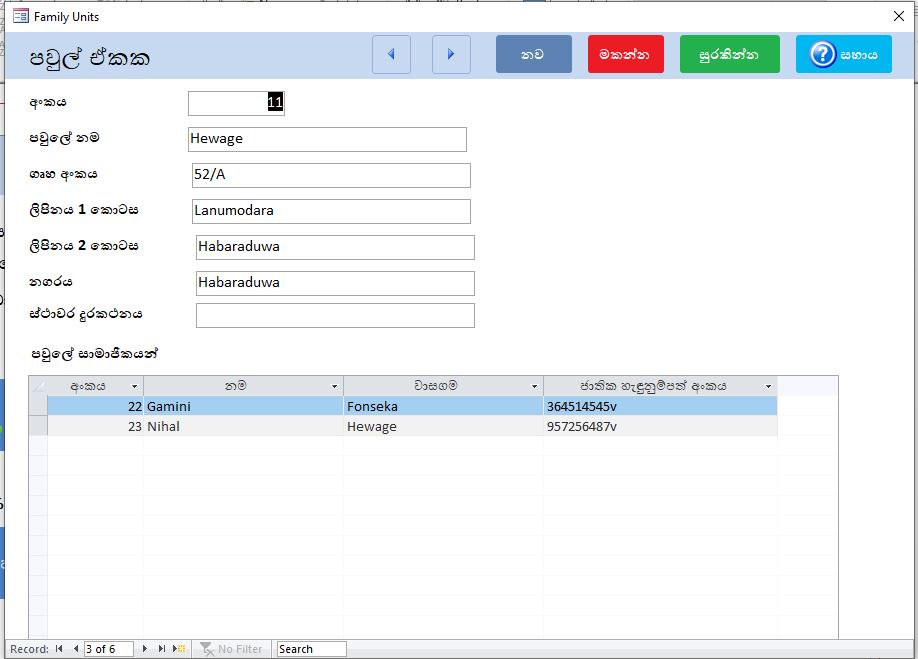 Family Units
පවුල් ඒකක
නව
මකන්න
සුරකින්න
සහාය
අංකය 11
පවුලේ නම Hewage
ගෘහ අංකය 52/A
ලිපිනය 1 කොටස Lanumodara
ලිපිනය 2 කොටස Habaraduwa
නගරය Habaraduwa
ස්ථාවර දුරකථනය
පවුලේ සාමාජිකයන්
අංකය නම වාසගම ජාතික හැඳුනුම්පත් අංකය
22 Gamini Fonseka 364514545v
23 Nihal Hewage 957256487v
Record: 3 of 6 No Filter Search